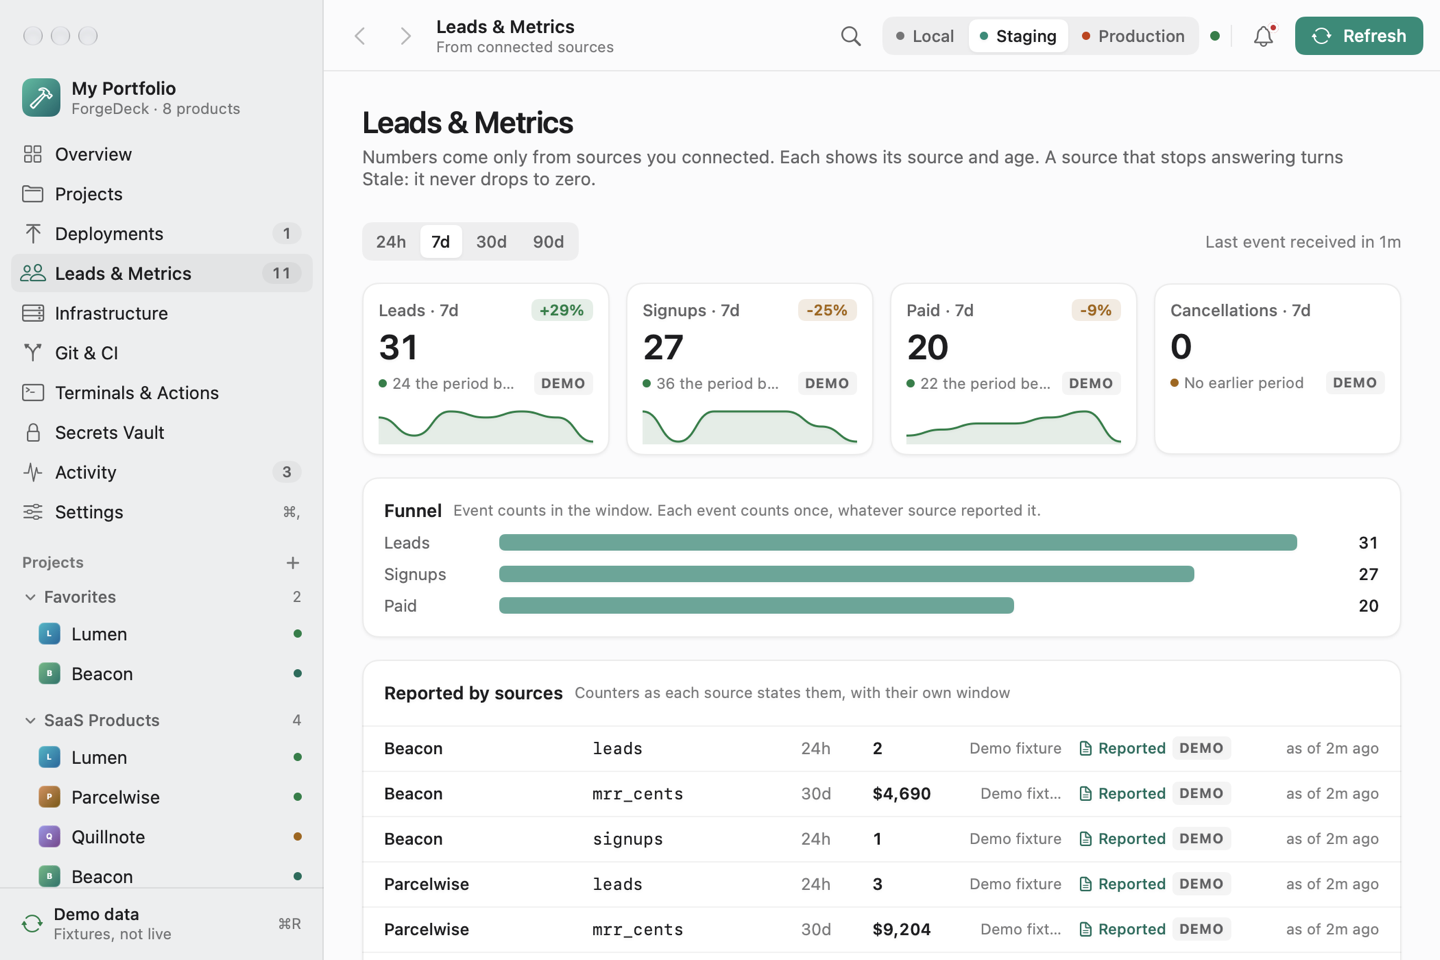 My Portfolio
ForgeDeck · 8 products
Overview
Projects
Deployments 1
Leads & Metrics 11
Infrastructure
Git & CI
Terminals & Actions
Secrets Vault
Activity 3
Settings ⌘,
Projects +
Favorites 2
L Lumen
B Beacon
SaaS Products 4
L Lumen
P Parcelwise
Q Quillnote
B Beacon
Demo data ⌘R
Fixtures, not live
Leads & Metrics
From connected sources
Local Staging Production Refresh
Leads & Metrics
Numbers come only from sources you connected. Each shows its source and age. A source that stops answering turns
Stale: it never drops to zero.
24h 7d 30d 90d Last event received in 1m
Leads · 7d +29%
31
24 the period b... DEMO
Signups · 7d -25%
27
36 the period b... DEMO
Paid · 7d -9%
20
22 the period be... DEMO
Cancellations · 7d
0
No earlier period DEMO
Funnel Event counts in the window. Each event counts once, whatever source reported it.
Leads 31
Signups 27
Paid 20
Reported by sources Counters as each source states them, with their own window
Beacon leads 24h 2 Demo fixture Reported DEMO as of 2m ago
Beacon mrr_cents 30d $4,690 Demo fixt... Reported DEMO as of 2m ago
Beacon signups 24h 1 Demo fixture Reported DEMO as of 2m ago
Parcelwise leads 24h 3 Demo fixture Reported DEMO as of 2m ago
Parcelwise mrr_cents 30d $9,204 Demo fixt... Reported DEMO as of 2m ago